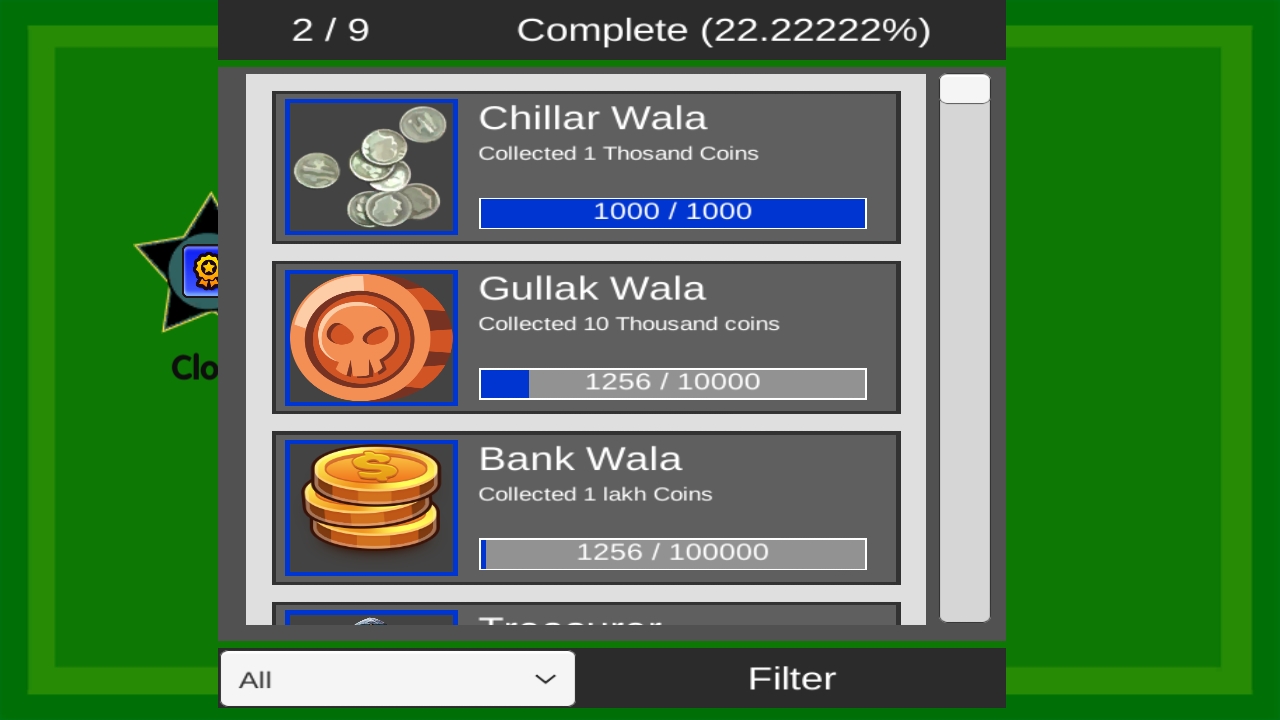 2 / 9 Complete (22.22222%)
Chillar Wala
Collected 1 Thosand Coins
1000 / 1000
Gullak Wala
Collected 10 Thousand coins
1256 / 10000
Bank Wala
Collected 1 lakh Coins
1256 / 100000
Clo
All Filter